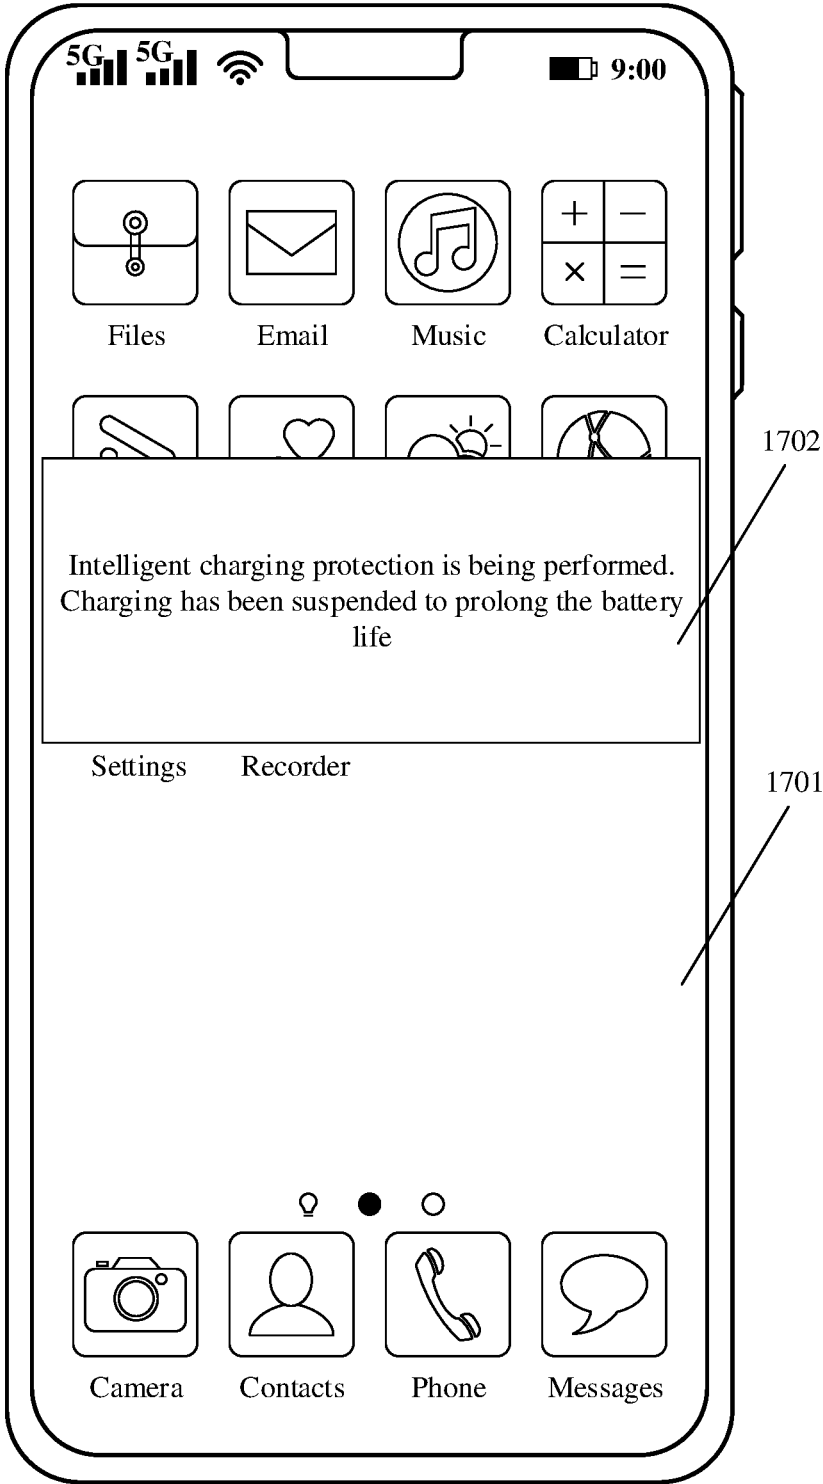 5G 5G 9:00
Files Email Music Calculator
1702
Intelligent charging protection is being performed.
Charging has been suspended to prolong the battery
life
Settings Recorder
1701
Camera Contacts Phone Messages